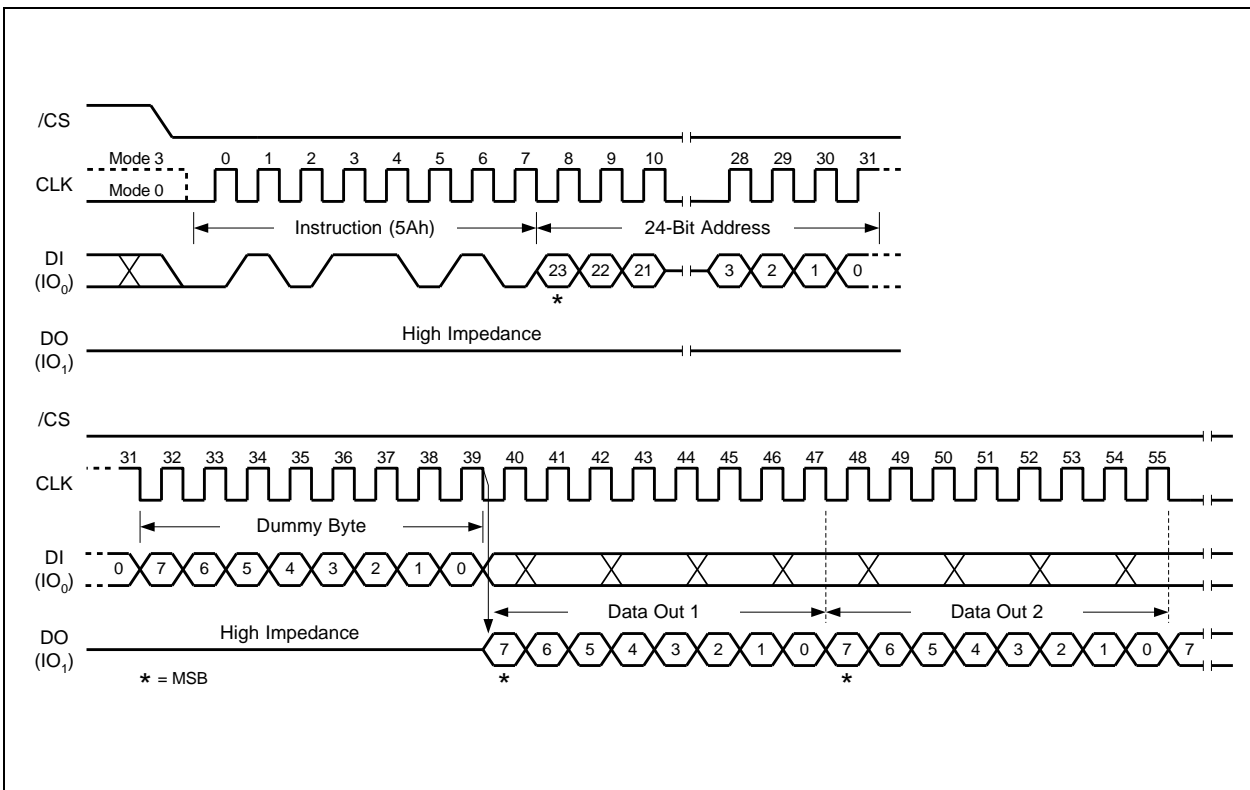 /CS
Mode 3
0 1 2 3 4 5 6 7 8 9 10 28 29 30 31
CLK
Mode 0
Instruction (5Ah)
24-Bit Address
DI
(IO0)
23 22 21 3 2 1 0
*
High Impedance
DO
(IO1)
/CS
31 32 33 34 35 36 37 38 39 40 41 42 43 44 45 46 47 48 49 50 51 52 53 54 55
CLK
Dummy Byte
DI
(IO0)
0 7 6 5 4 3 2 1 0
Data Out 1
Data Out 2
High Impedance
DO
(IO1)
7 6 5 4 3 2 1 0 7 6 5 4 3 2 1 0 7
* = MSB
* *